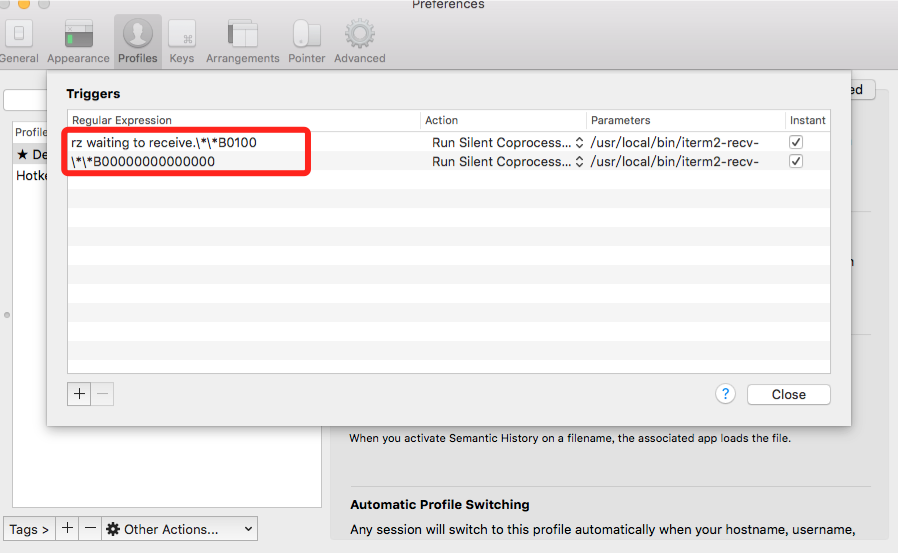 Preferences
General Appearance Profiles Keys Arrangements Pointer Advanced
ed
Triggers
Profile
Regular Expression Action Parameters Instant
★ De
rz waiting to receive.\*\*B0100 Run Silent Coprocess... /usr/local/bin/iterm2-recv-
\*\*B00000000000000 Run Silent Coprocess... /usr/local/bin/iterm2-recv-
Hotke
+ − ? Close
When you activate Semantic History on a filename, the associated app loads the file.
Automatic Profile Switching
Tags > + − Other Actions...
Any session will switch to this profile automatically when your hostname, username,